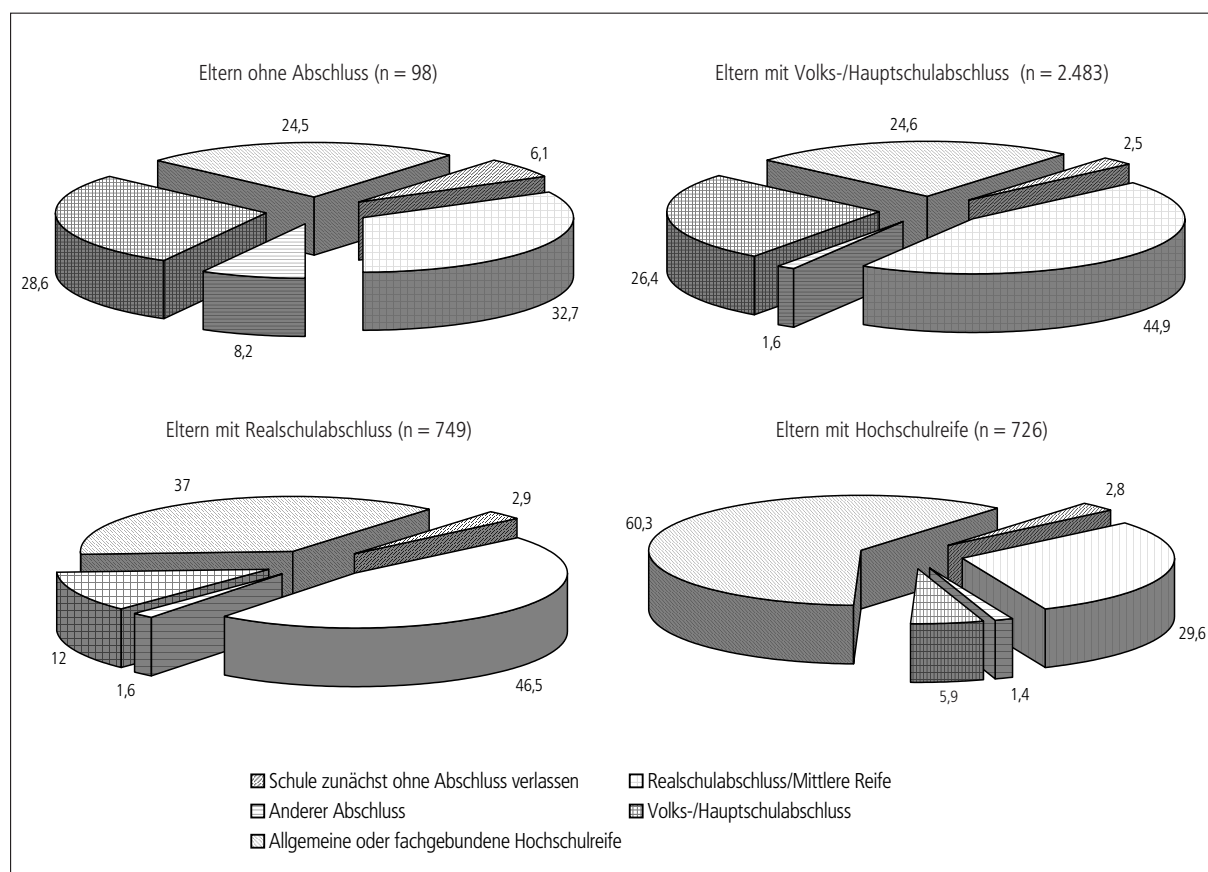 Eltern ohne Abschluss (n = 98)
24,5
6,1
28,6
8,2
32,7
Eltern mit Volks-/Hauptschulabschluss (n = 2.483)
24,6
2,5
26,4
1,6
44,9
Eltern mit Realschulabschluss (n = 749)
37
2,9
12
1,6
46,5
Eltern mit Hochschulreife (n = 726)
60,3
2,8
29,6
5,9
1,4
Schule zunächst ohne Abschluss verlassen
Realschulabschluss/Mittlere Reife
Anderer Abschluss
Volks-/Hauptschulabschluss
Allgemeine oder fachgebundene Hochschulreife